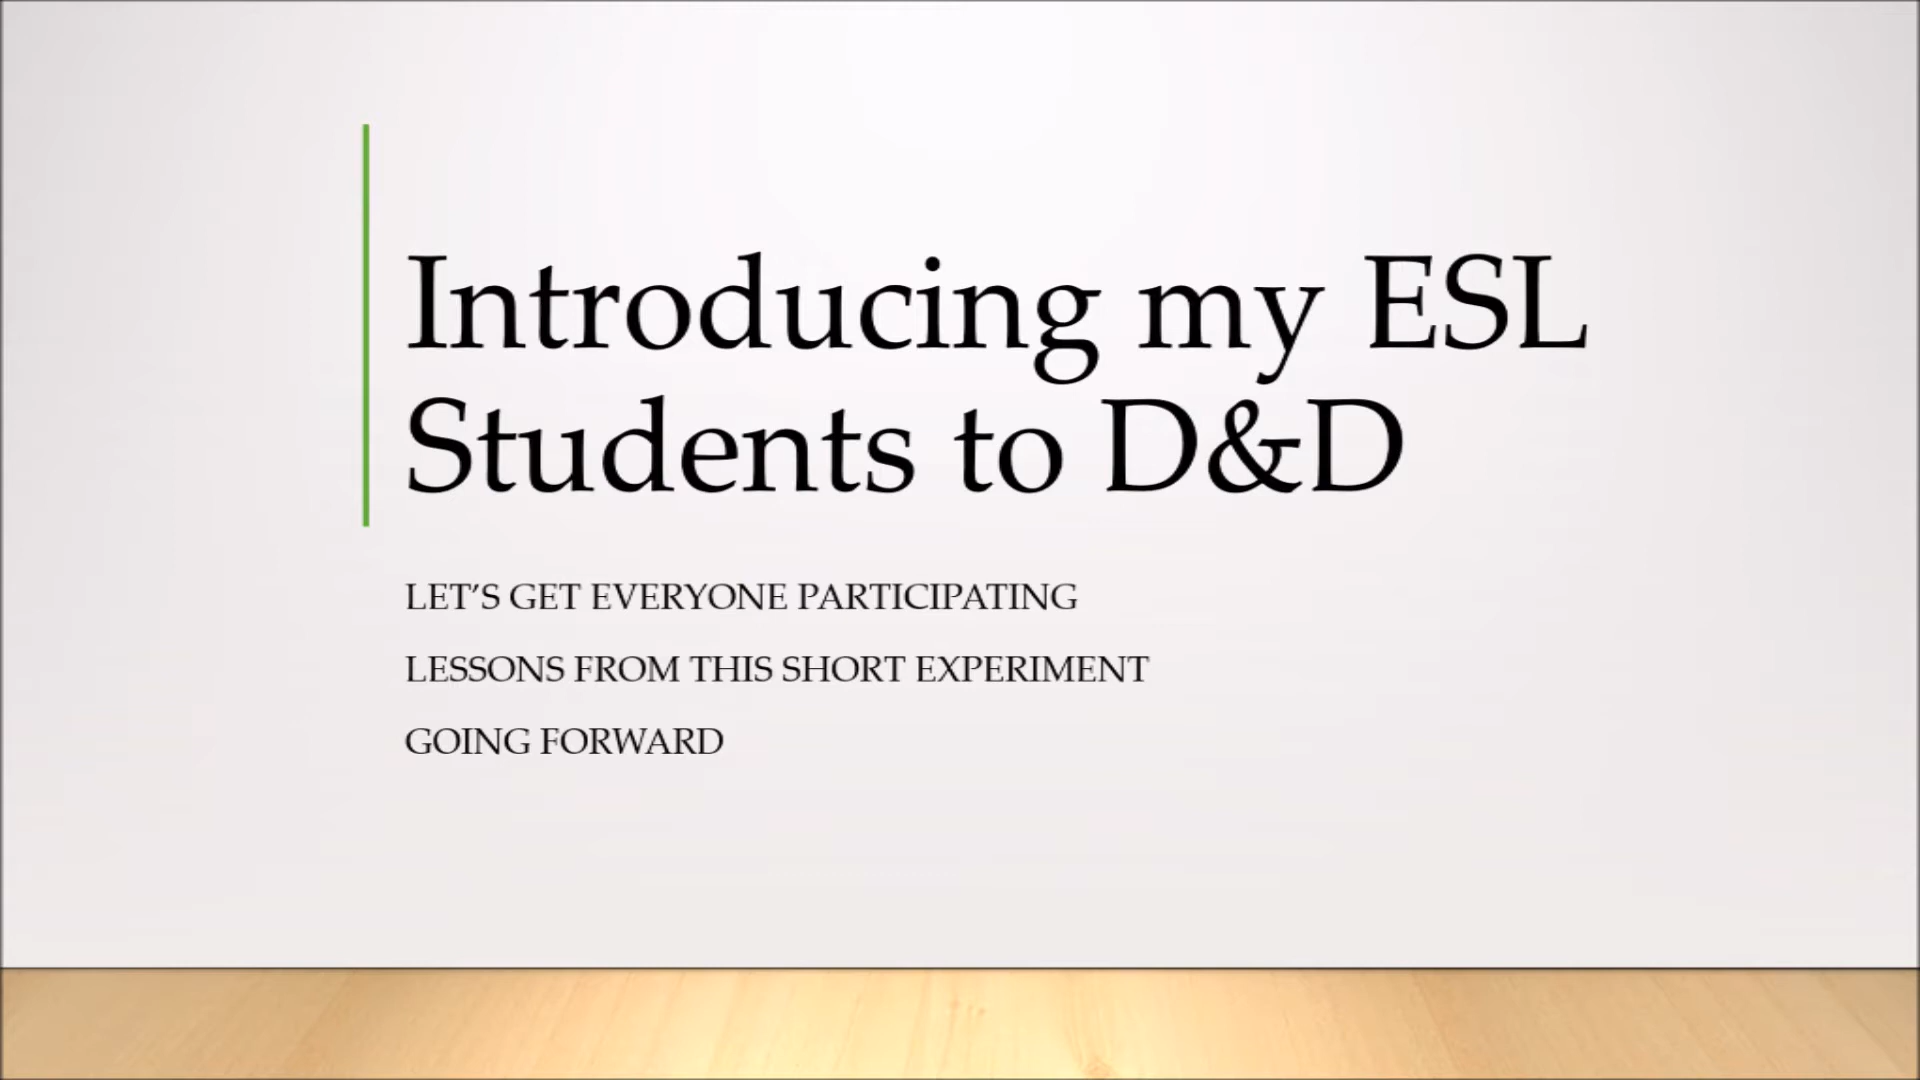 Introducing my ESL
Students to D&D
LET’S GET EVERYONE PARTICIPATING
LESSONS FROM THIS SHORT EXPERIMENT
GOING FORWARD